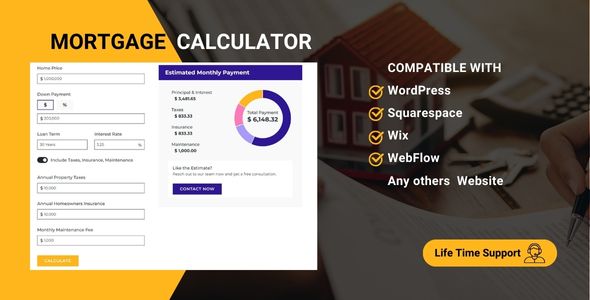 MORTGAGE CALCULATOR
Home Price
$ 1,000,000
Down Payment
$ %
$ 200,000
Loan Term Interest Rate
30 Years 3.25 %
Include Taxes, Insurance, Maintenance
Annual Property Taxes
$ 10,000
Annual Homeowners Insurance
$ 10,000
Monthly Maintenance Fee
$ 1,000
CALCULATE
Estimated Monthly Payment
Principal & Interest
$ 3,481.65
Taxes
$ 833.33
Insurance
$ 833.33
Maintenance
$ 1,000.00
Total Payment
$ 6,148.32
Like the Estimate?
Reach out to our team now and get a free consultation.
CONTACT NOW
COMPATIBLE WITH
WordPress
Squarespace
Wix
WebFlow
Any others Website
Life Time Support